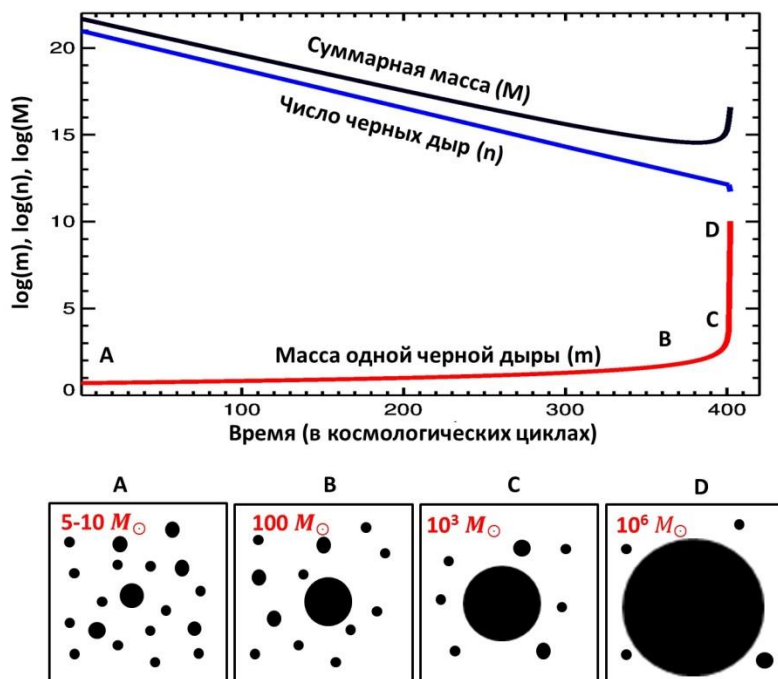 20
15
10
5
0
log(m), log(n), log(M)
Суммарная масса (M)
Число черных дыр (n)
D
C
B
A
Масса одной черной дыры (m)
100
200
300
400
Время (в космологических циклах)
A
B
C
D
5-10 M☉
100 M☉
10³ M☉
10⁶ M☉